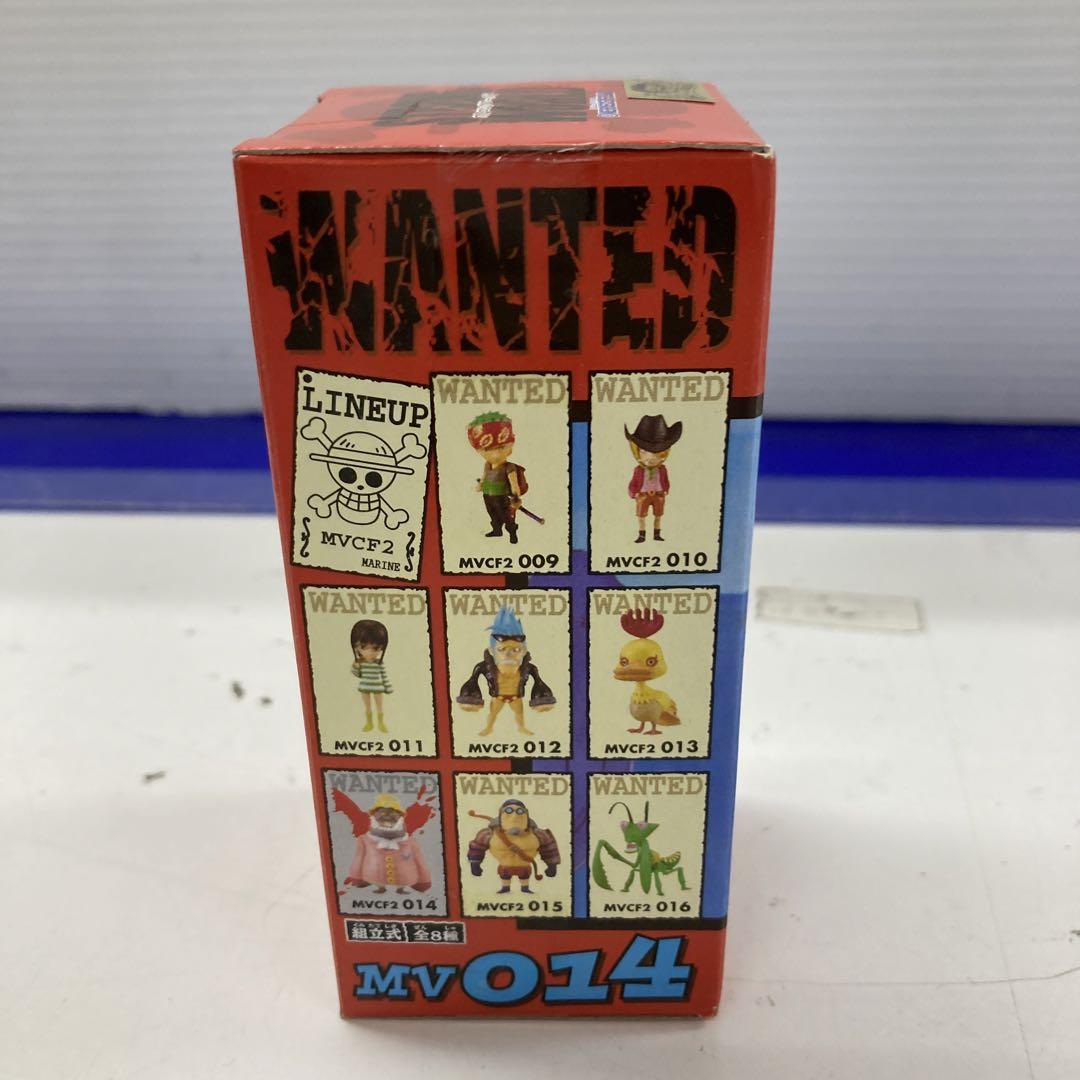 WANTED
LINEUP
MVCF2
MARINE
WANTED
MVCF2 009
WANTED
MVCF2 010
WANTED
MVCF2 011
WANTED
MVCF2 012
WANTED
MVCF2 013
WANTED
MVCF2 014
WANTED
MVCF2 015
WANTED
MVCF2 016
組立式 全8種
MV014